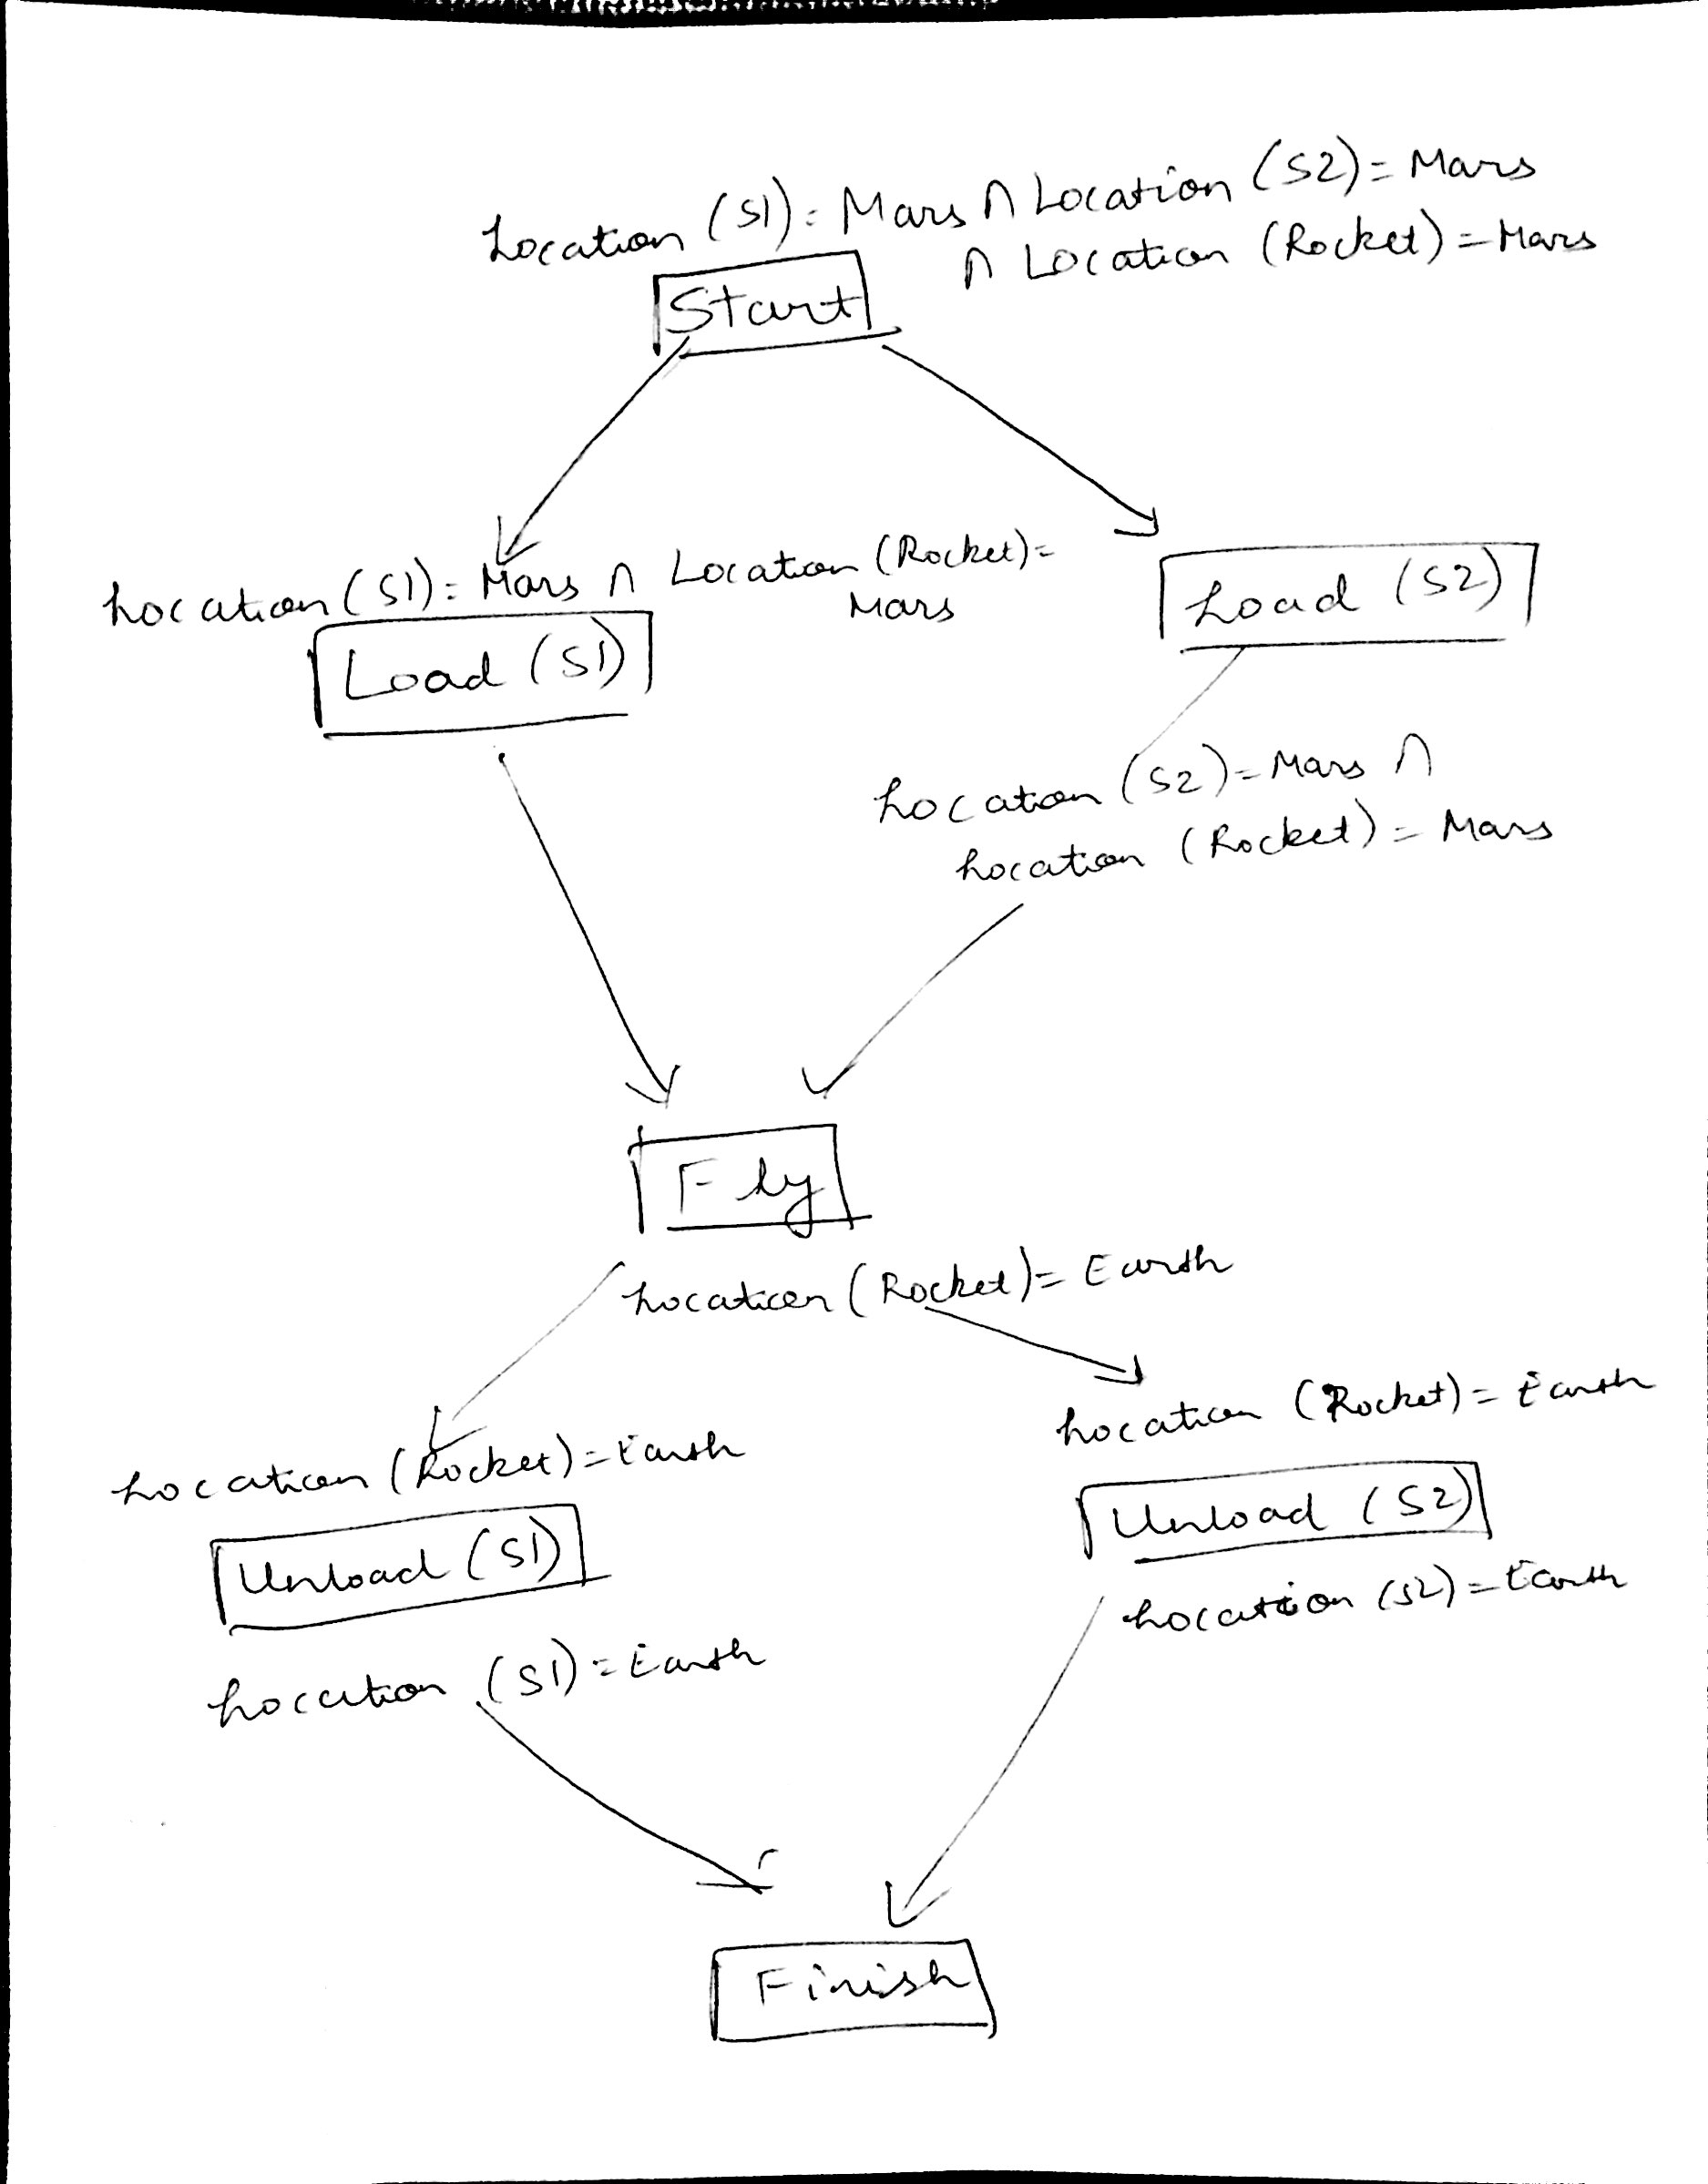 Location (S1) = Mars ∩ Location (S2) = Mars
∩ Location (Rocket) = Mars
Start
Location (S1) = Mars ∩ Location (Rocket) =
Mars
Load (S1)
Load (S2)
Location (S2) = Mars ∩
Location (Rocket) = Mars
Fly
Location (Rocket) = Earth
Location (Rocket) = Earth
Location (Rocket) = Earth
Unload (S2)
Unload (S1)
Location (S2) = Earth
Location (S1) = Earth
Finish